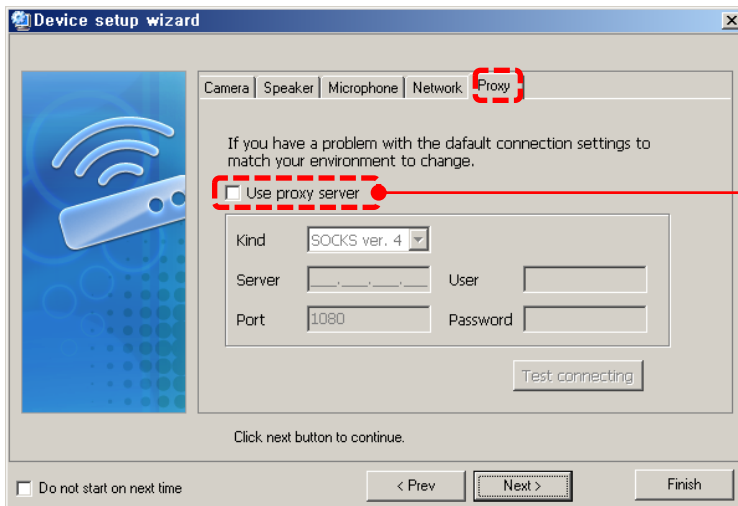 Device setup wizard
Camera Speaker Microphone Network Proxy
If you have a problem with the dafault connection settings to
match your environment to change.
Use proxy server
Kind SOCKS ver. 4
Server User
Port 1080 Password
Test connecting
Click next button to continue.
Do not start on next time < Prev Next > Finish